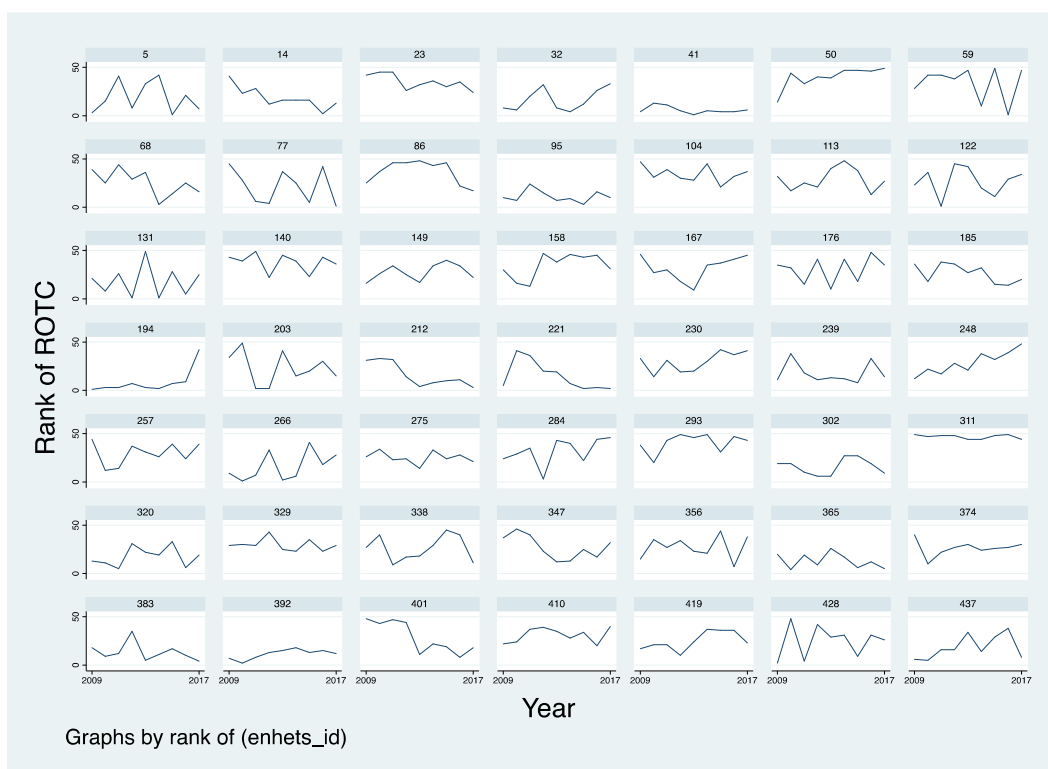 5 14 23 32 41 50 59
50
0
68 77 86 95 104 113 122
50
0
131 140 149 158 167 176 185
50
0
194 203 212 221 230 239 248
50
0
257 266 275 284 293 302 311
50
0
320 329 338 347 356 365 374
50
0
383 392 401 410 419 428 437
50
0
2009 2017 2009 2017 2009 2017 2009 2017 2009 2017 2009 2017 2009 2017
Rank of ROTC
Year
Graphs by rank of (enhets_id)